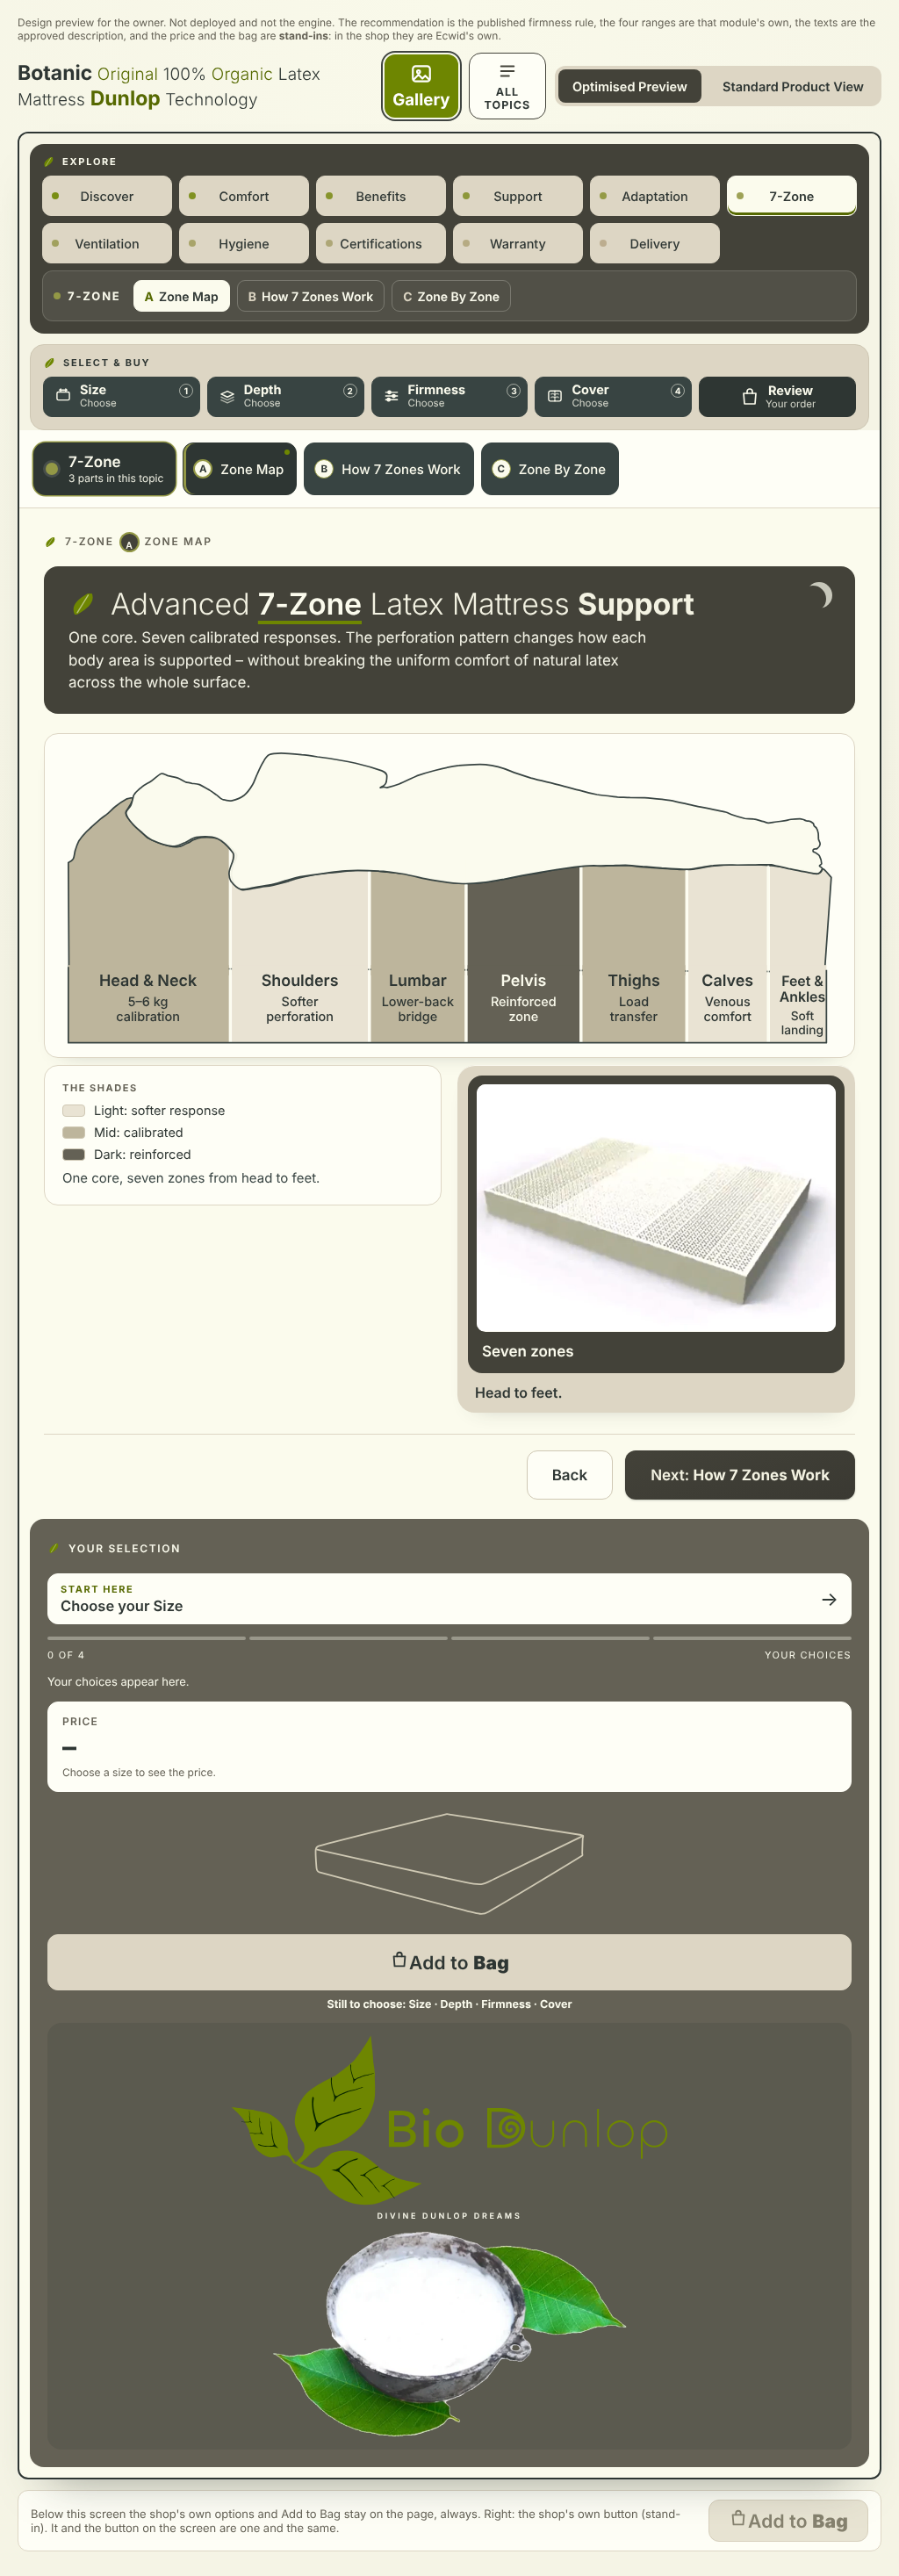 Design preview for the owner. Not deployed and not the engine. The recommendation is the published firmness rule, the four ranges are that module's own, the texts are the
approved description, and the price and the bag are stand-ins: in the shop they are Ecwid's own.
Botanic Original 100% Organic Latex
Mattress Dunlop Technology
Gallery
ALL
TOPICS
Optimised Preview
Standard Product View
EXPLORE
Discover
Comfort
Benefits
Support
Adaptation
7-Zone
Ventilation
Hygiene
Certifications
Warranty
Delivery
7-ZONE
A Zone Map
B How 7 Zones Work
C Zone By Zone
SELECT & BUY
Size
Choose
1
Depth
Choose
2
Firmness
Choose
3
Cover
Choose
4
Review
Your order
7-Zone
3 parts in this topic
A Zone Map
B How 7 Zones Work
C Zone By Zone
7-ZONE A ZONE MAP
Advanced 7-Zone Latex Mattress Support
One core. Seven calibrated responses. The perforation pattern changes how each
body area is supported – without breaking the uniform comfort of natural latex
across the whole surface.
Head & Neck
5–6 kg
calibration
Shoulders
Softer
perforation
Lumbar
Lower-back
bridge
Pelvis
Reinforced
zone
Thighs
Load
transfer
Calves
Venous
comfort
Feet &
Ankles
Soft
landing
THE SHADES
Light: softer response
Mid: calibrated
Dark: reinforced
One core, seven zones from head to feet.
Seven zones
Head to feet.
Back
Next: How 7 Zones Work
YOUR SELECTION
START HERE
Choose your Size
0 OF 4
YOUR CHOICES
Your choices appear here.
PRICE
–
Choose a size to see the price.
Add to Bag
Still to choose: Size · Depth · Firmness · Cover
Bio Dunlop
DIVINE DUNLOP DREAMS
Below this screen the shop's own options and Add to Bag stay on the page, always. Right: the shop's own button (stand-
in). It and the button on the screen are one and the same.
Add to Bag